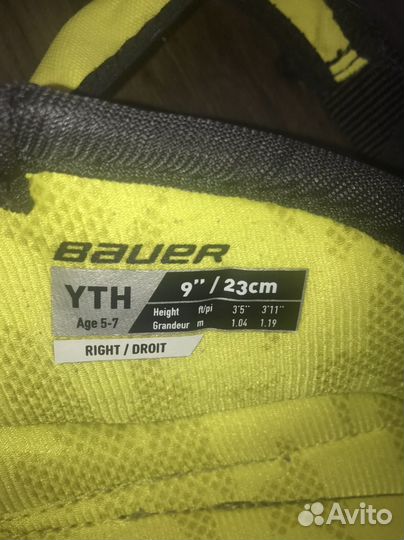 BAUER
YTH 9"/23cm
Age 5-7
Height ft/pi 3'5" 3'11"
Grandeur m 1.04 1.19
RIGHT / DROIT
Avito